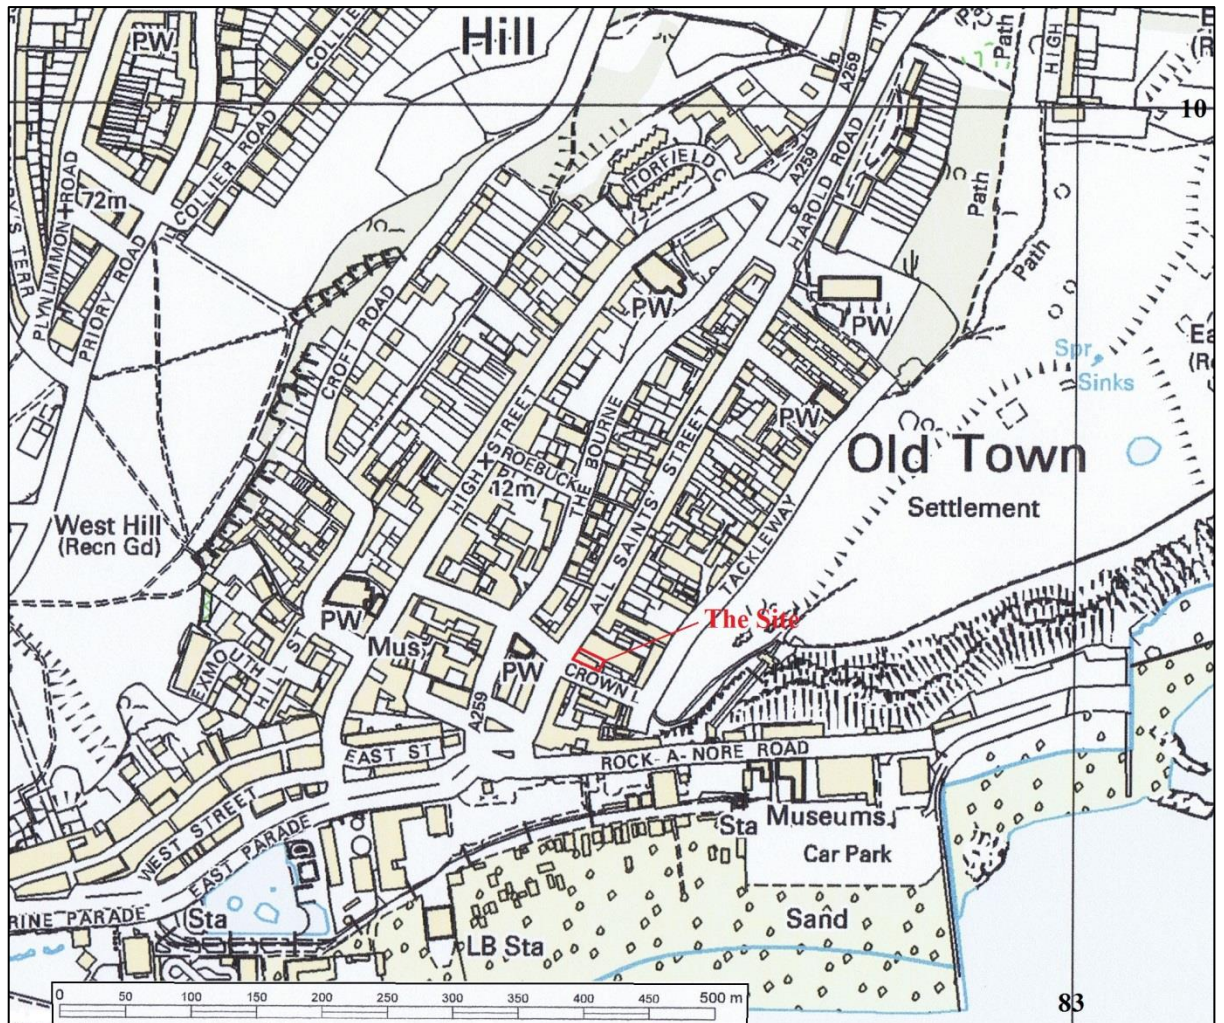 Hill
PW
COLLIER ROAD
COLLIE
A259
A259
HAROLD ROAD
Path
Path
HIGH
10
TORFIELD C
Path
Path
72m
PLYNLIMMON ROAD
PRIORY ROAD
PW
PW
CROFT ROAD
Spr
Sinks
PW
HIGH STREET
THE BOURNE
ALL SAINTS' STREET
Old Town
Settlement
ROEBUCK
12m
West Hill
(Recn Gd)
TACKLEWAY
The Site
PW
Mus
PW
CROWN L
EXMOUTH
HILL ST
A259
EAST ST
ROCK-A-NORE ROAD
WEST STREET
EAST PARADE
Sta
Museums
Car Park
RINE PARADE
Sta
LB Sta
Sand
0 50 100 150 200 250 300 350 400 450 500 m
83